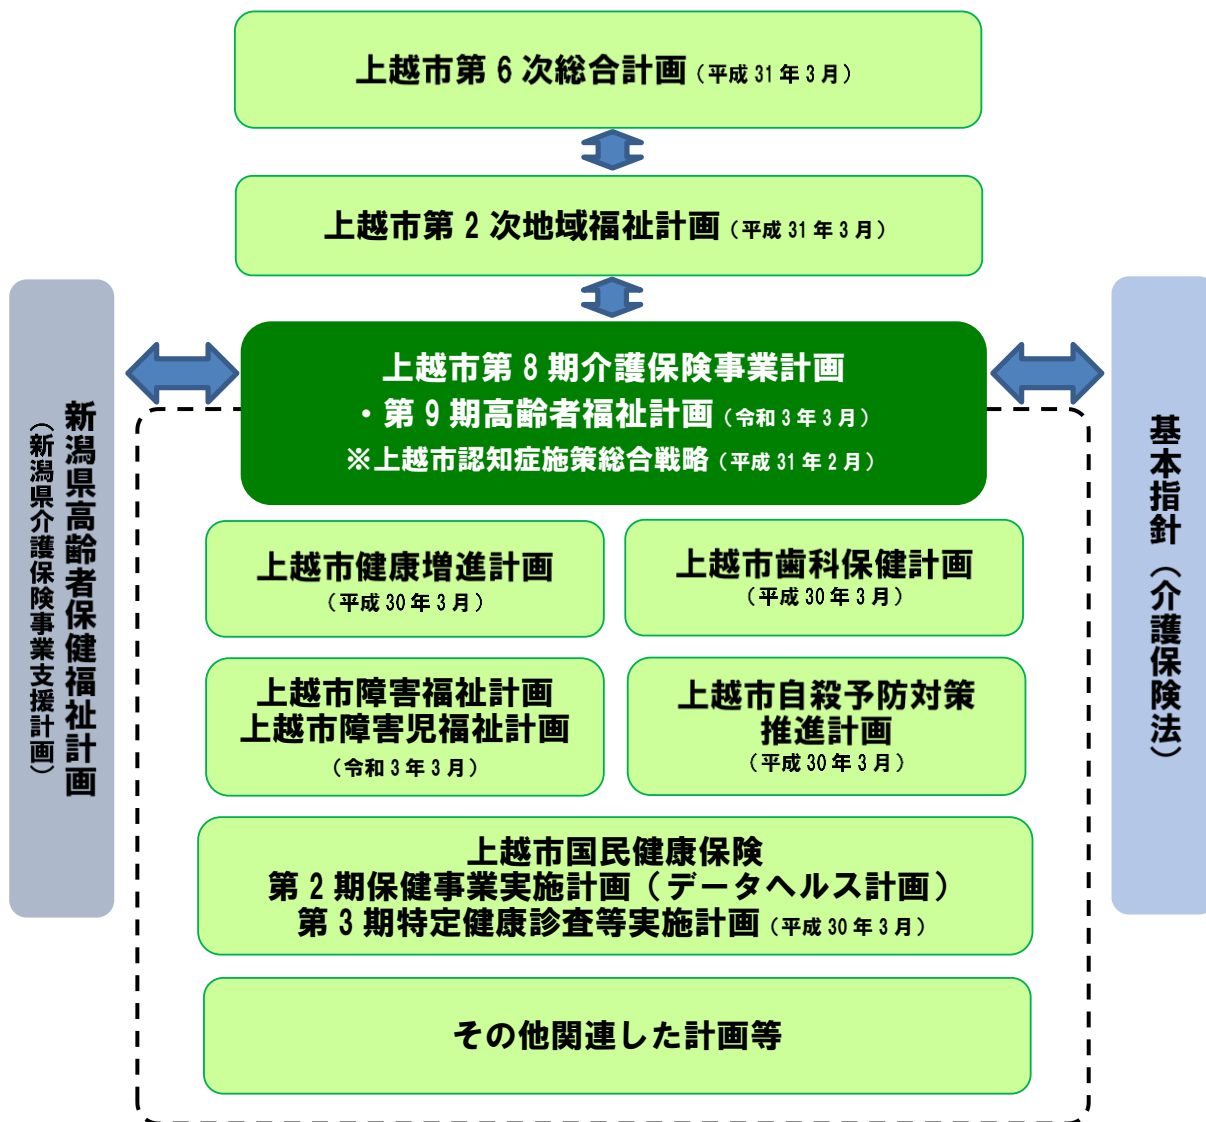 上越市第6次総合計画（平成31年3月）
上越市第2次地域福祉計画（平成31年3月）
上越市第8期介護保険事業計画
・第9期高齢者福祉計画（令和3年3月）
※上越市認知症施策総合戦略（平成31年2月）
新潟県高齢者保健福祉計画
（新潟県介護保険事業支援計画）
基本指針（介護保険法）
上越市健康増進計画
（平成30年3月）
上越市歯科保健計画
（平成30年3月）
上越市障害福祉計画
上越市障害児福祉計画
（令和3年3月）
上越市自殺予防対策
推進計画
（平成30年3月）
上越市国民健康保険
第2期保健事業実施計画（データヘルス計画）
第3期特定健康診査等実施計画（平成30年3月）
その他関連した計画等